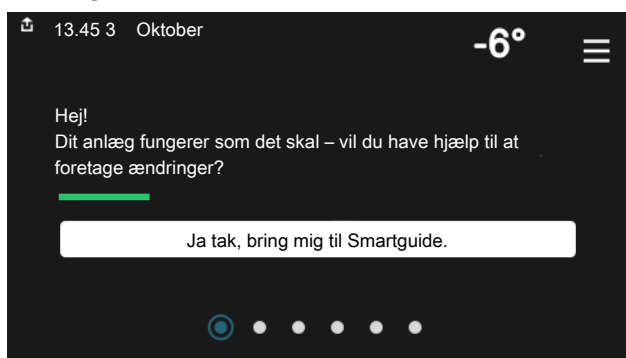 13.45 3 Oktober
-6°
Hej!
Dit anlæg fungerer som det skal – vil du have hjælp til at
foretage ændringer?
Ja tak, bring mig til Smartguide.